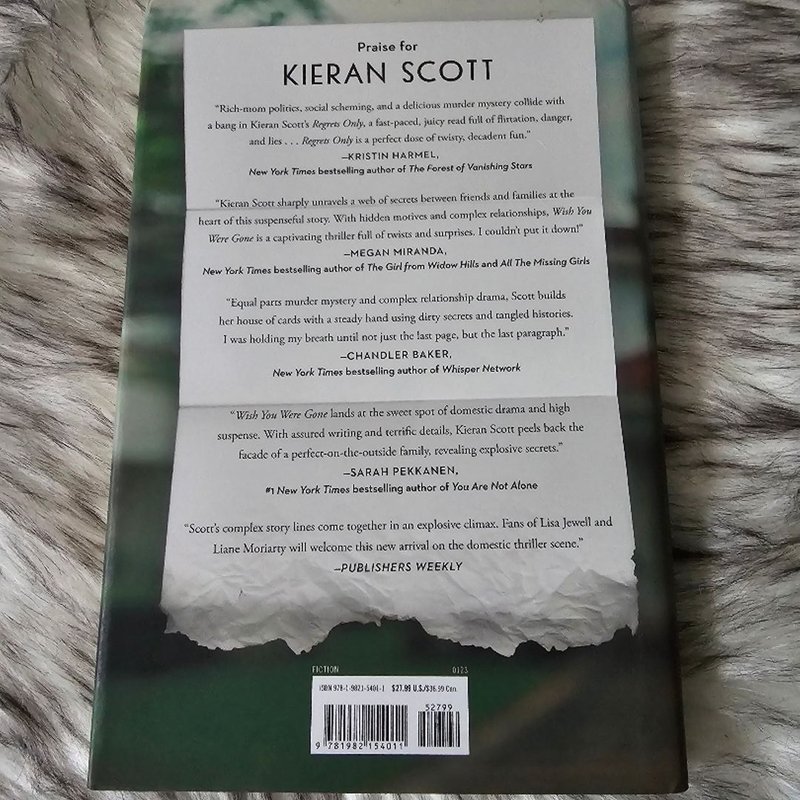 Praise for
KIERAN SCOTT
“Rich-mom politics, social scheming, and a delicious murder mystery collide with
a bang in Kieran Scott’s Regrets Only, a fast-paced, juicy read full of flirtation, danger,
and lies . . . Regrets Only is a perfect dose of twisty, decadent fun.”
—KRISTIN HARMEL,
New York Times bestselling author of The Forest of Vanishing Stars
“Kieran Scott sharply unravels a web of secrets between friends and families at the
heart of this suspenseful story. With hidden motives and complex relationships, Wish You
Were Gone is a captivating thriller full of twists and surprises. I couldn’t put it down!”
—MEGAN MIRANDA,
New York Times bestselling author of The Girl from Widow Hills and All The Missing Girls
“Equal parts murder mystery and complex relationship drama, Scott builds
her house of cards with a steady hand using dirty secrets and tangled histories.
I was holding my breath until not just the last page, but the last paragraph.”
—CHANDLER BAKER,
New York Times bestselling author of Whisper Network
“Wish You Were Gone lands at the sweet spot of domestic drama and high
suspense. With assured writing and terrific details, Kieran Scott peels back the
facade of a perfect-on-the-outside family, revealing explosive secrets.”
—SARAH PEKKANEN,
#1 New York Times bestselling author of You Are Not Alone
“Scott’s complex story lines come together in an explosive climax. Fans of Lisa Jewell and
Liane Moriarty will welcome this new arrival on the domestic thriller scene.”
—PUBLISHERS WEEKLY
FICTION 0123
ISBN 978-1-9821-5401-1 $27.99 U.S./$36.99 Can.
52799
9 781982 154011